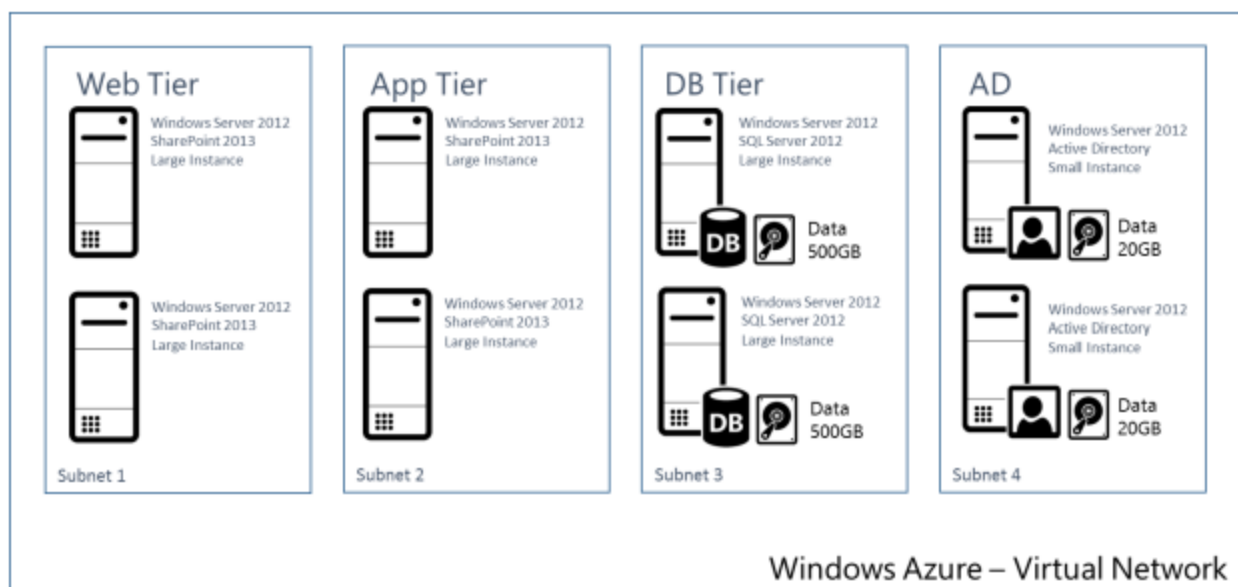 Web Tier
Windows Server 2012
SharePoint 2013
Large Instance
Windows Server 2012
SharePoint 2013
Large Instance
Subnet 1
App Tier
Windows Server 2012
SharePoint 2013
Large Instance
Windows Server 2012
SharePoint 2013
Large Instance
Subnet 2
DB Tier
Windows Server 2012
SQL Server 2012
Large Instance
DB
Data
500GB
Windows Server 2012
SQL Server 2012
Large Instance
DB
Data
500GB
Subnet 3
AD
Windows Server 2012
Active Directory
Small Instance
Data
20GB
Windows Server 2012
Active Directory
Small Instance
Data
20GB
Subnet 4
Windows Azure – Virtual Network